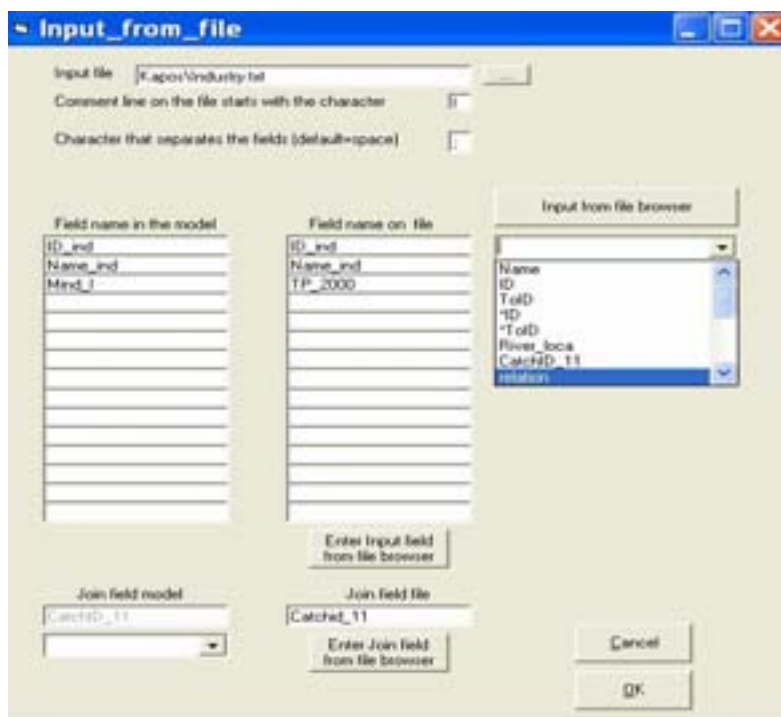 Input_from_file
Input file Kapos\Industry.txt ...
Comment line on the file starts with the character
Character that separates the fields (default=space)
Input from file browser
Field name in the model Field name on file
ID_ind ID_ind
Name_ind Name_ind
Mind_I TP_2000
Name
ID
ToID
*ID
*ToID
River_loca
CatchID_11
relation
Enter Input field
from file browser
Join field model Join field file
CatchID_11 Catchid_11
Enter Join field
from file browser
Cancel
OK